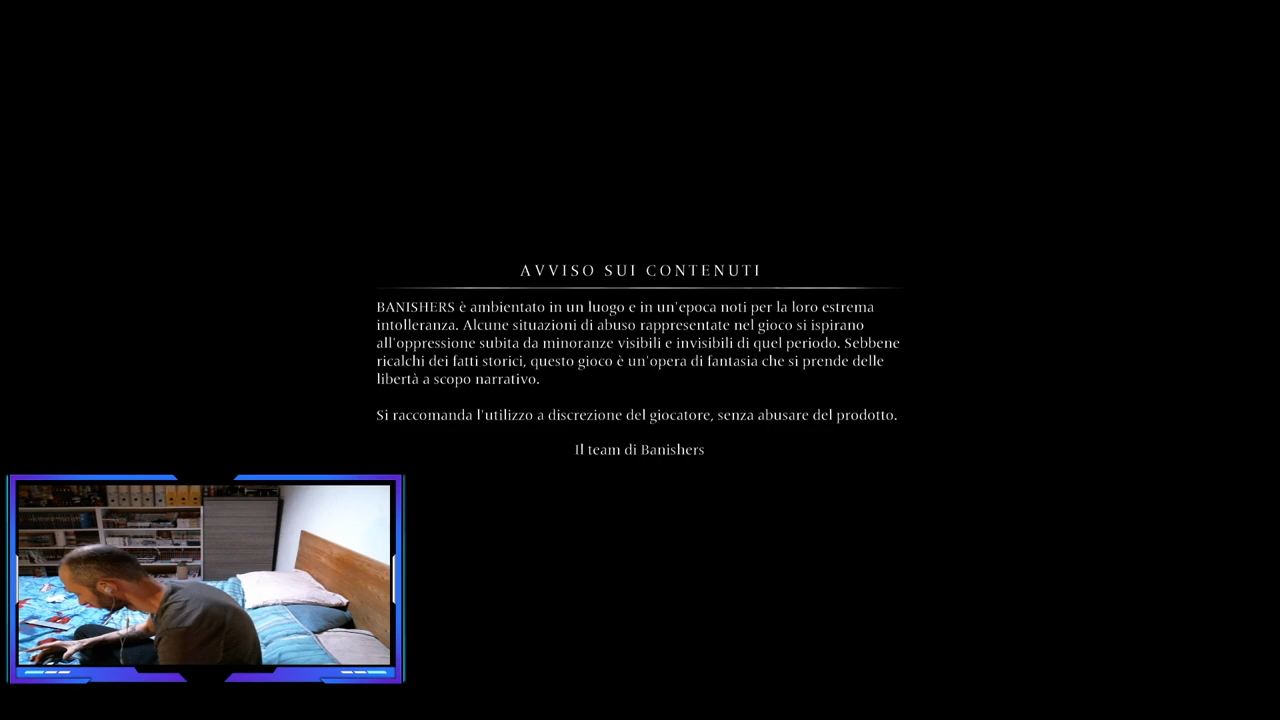 AVVISO SUI CONTENUTI
BANISHERS è ambientato in un luogo e in un'epoca noti per la loro estrema
intolleranza. Alcune situazioni di abuso rappresentate nel gioco si ispirano
all'oppressione subita da minoranze visibili e invisibili di quel periodo. Sebbene
ricalchi dei fatti storici, questo gioco è un'opera di fantasia che si prende delle
libertà a scopo narrativo.
Si raccomanda l'utilizzo a discrezione del giocatore, senza abusare del prodotto.
Il team di Banishers